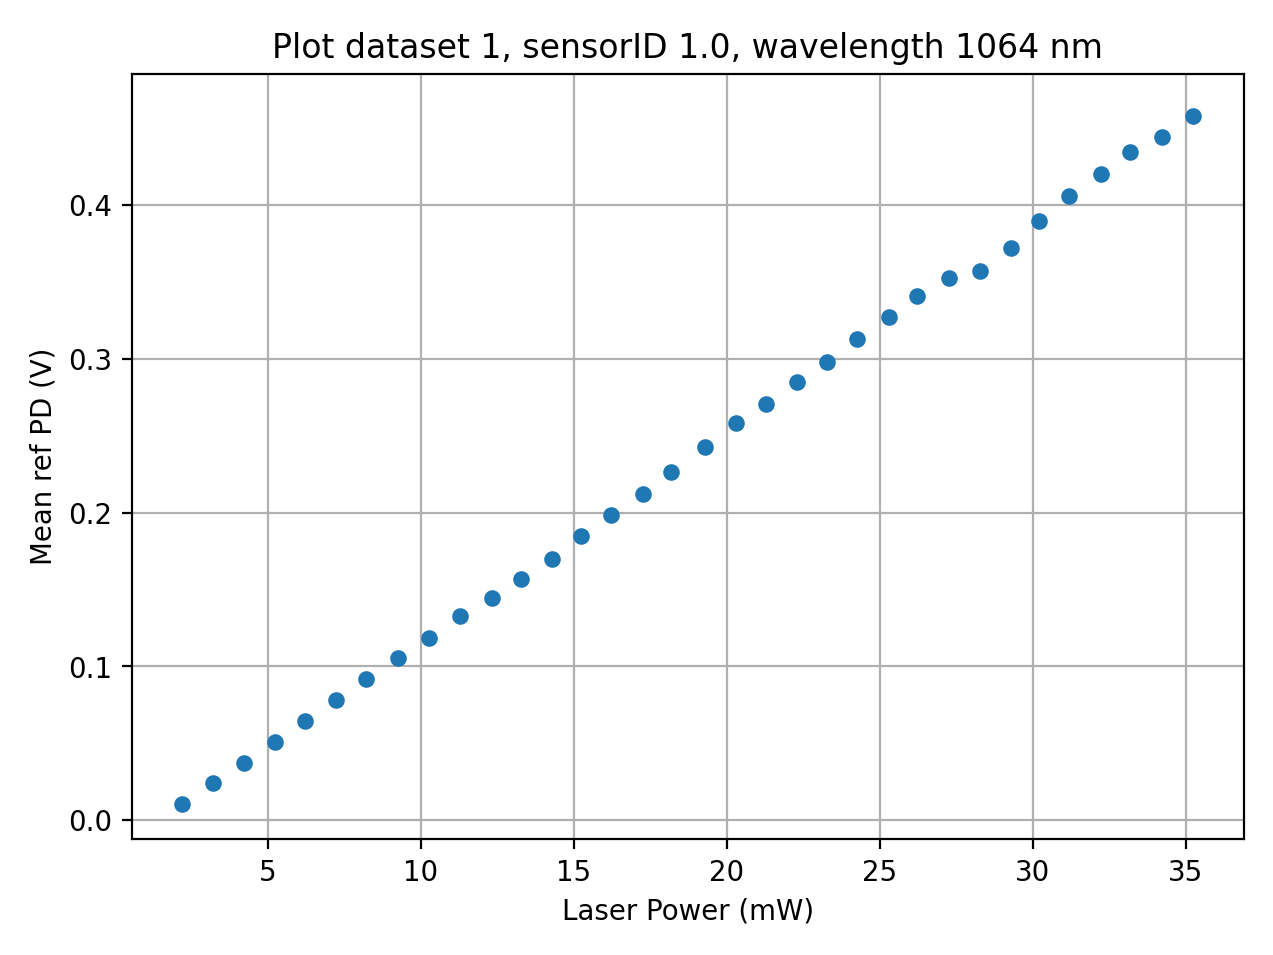 Plot dataset 1, sensorID 1.0, wavelength 1064 nm
Mean ref PD (V)
0.4
0.3
0.2
0.1
0.0
5 10 15 20 25 30 35
Laser Power (mW)